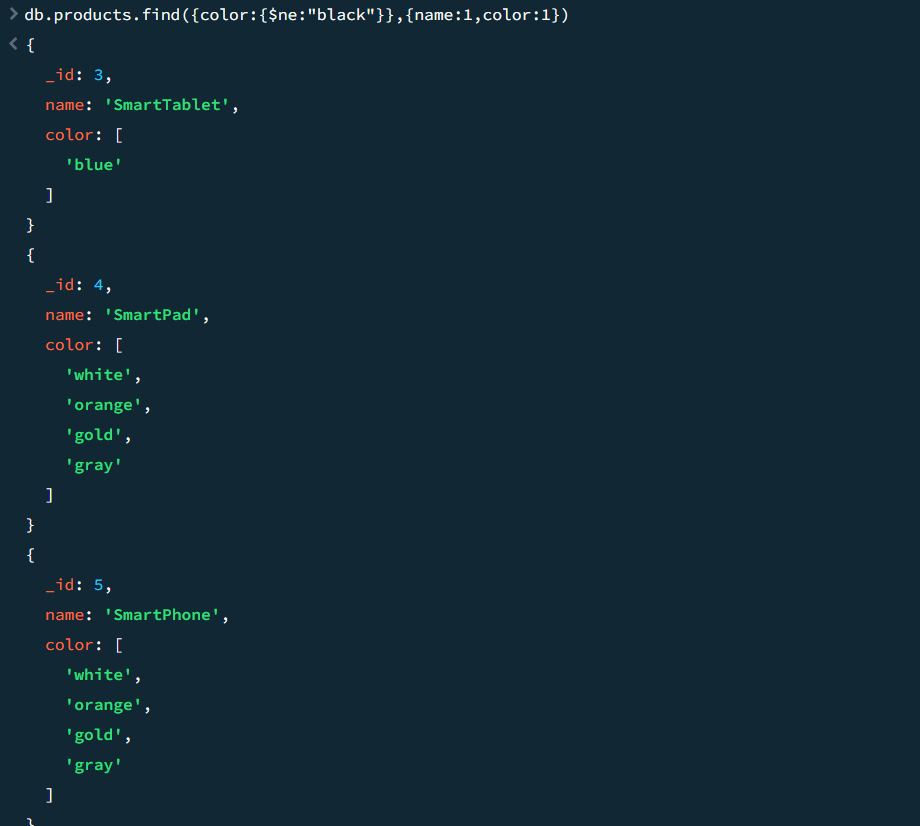 > db.products.find({color:{$ne:"black"}},{name:1,color:1})
< {
_id: 3,
name: 'SmartTablet',
color: [
'blue'
]
}
{
_id: 4,
name: 'SmartPad',
color: [
'white',
'orange',
'gold',
'gray'
]
}
{
_id: 5,
name: 'SmartPhone',
color: [
'white',
'orange',
'gold',
'gray'
]
}